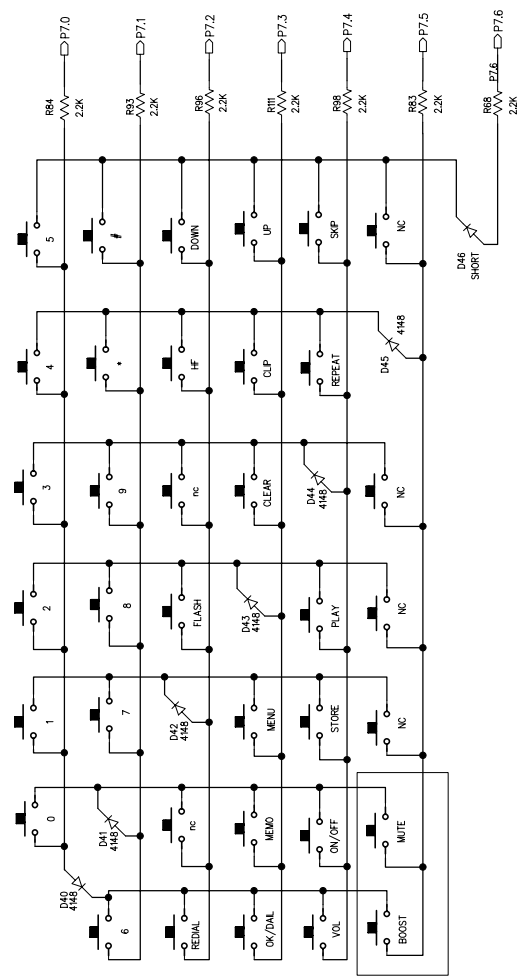 P7.0
P7.1
P7.2
P7.3
P7.4
P7.5
P7.6
P7.6
R84
2.2K
R93
2.2K
R96
2.2K
R111
2.2K
R98
2.2K
R83
2.2K
R68
2.2K
5
#
DOWN
UP
SKIP
NC
D46
SHORT
4
*
HF
CLIP
REPEAT
D45
4148
3
9
nc
CLEAR
D44
4148
NC
2
8
FLASH
D43
4148
PLAY
NC
1
7
D42
4148
MENU
STORE
NC
0
D41
4148
nc
MEMO
ON/OFF
MUTE
D40
4148
6
REDIAL
OK/DAIL
VOL
BOOST